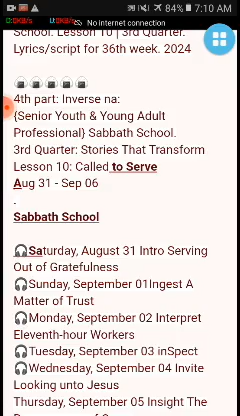 U:0KB/s D:0KB/s No internet connection 84% 7:10 AM
School. Lesson 10 | 3rd Quarter.
Lyrics/script for 36th week. 2024
4th part: Inverse na:
{Senior Youth & Young Adult
Professional} Sabbath School.
3rd Quarter: Stories That Transform
Lesson 10: Called to Serve
Aug 31 - Sep 06
.
Sabbath School
🎧Saturday, August 31 Intro Serving
Out of Gratefulness
🎧Sunday, September 01Ingest A
Matter of Trust
🎧Monday, September 02 Interpret
Eleventh-hour Workers
🎧Tuesday, September 03 inSpect
🎧Wednesday, September 04 Invite
Looking unto Jesus
Thursday, September 05 Insight The